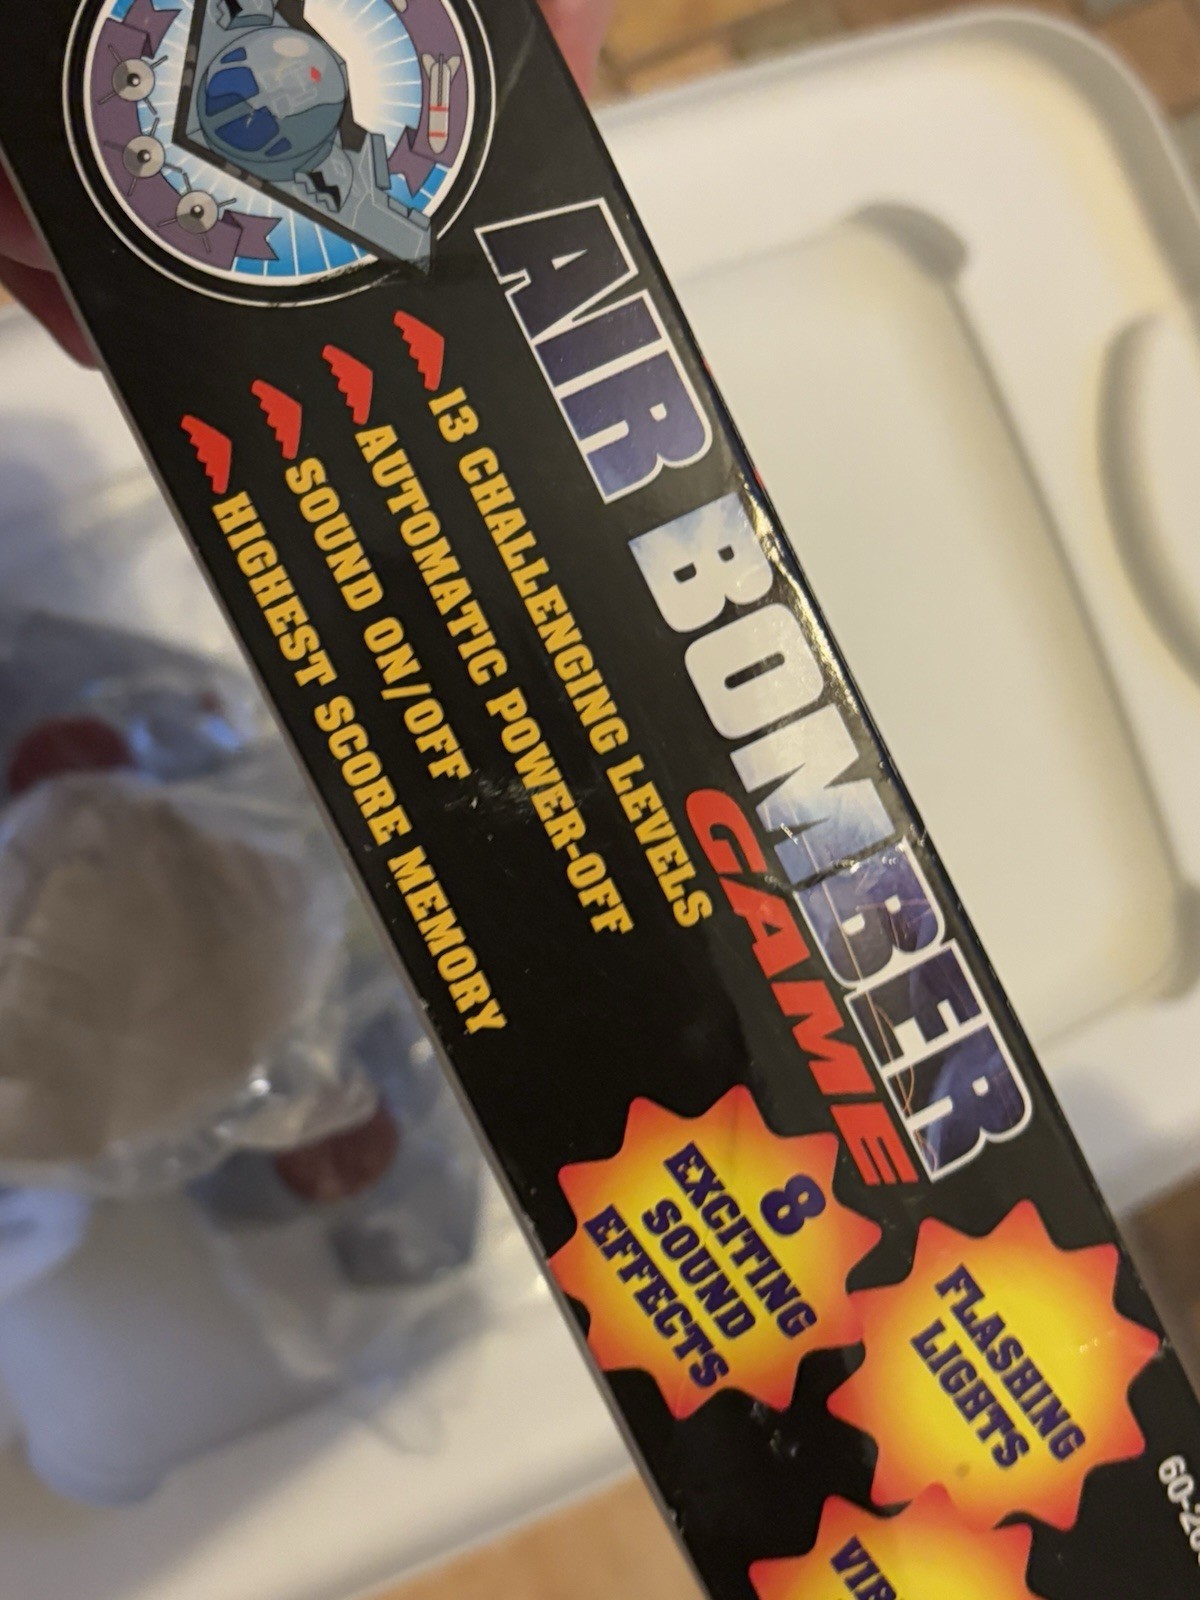 AIR BOMBER
GAME
13 CHALLENGING LEVELS
AUTOMATIC POWER-OFF
SOUND ON/OFF
HIGHEST SCORE MEMORY
8
EXCITING
SOUND
EFFECTS
FLASHING
LIGHTS